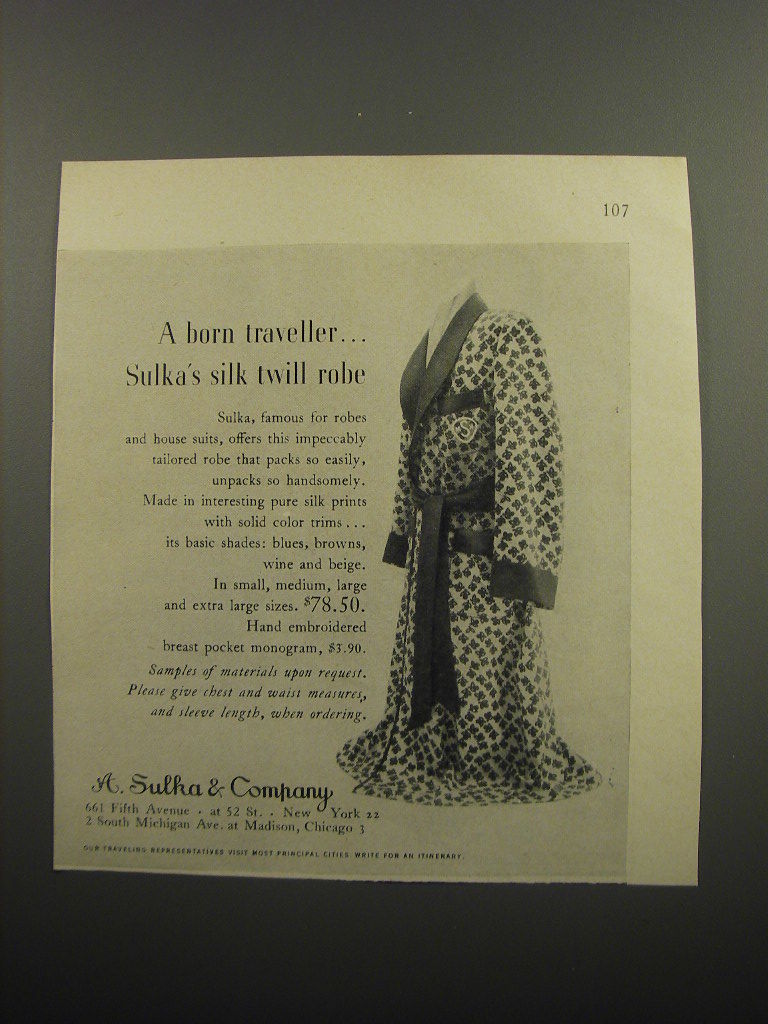 107
A born traveller...
Sulka's silk twill robe
Sulka, famous for robes
and house suits, offers this impeccably
tailored robe that packs so easily,
unpacks so handsomely.
Made in interesting pure silk prints
with solid color trims...
its basic shades: blues, browns,
wine and beige.
In small, medium, large
and extra large sizes. $78.50.
Hand embroidered
breast pocket monogram, $3.90.
Samples of materials upon request.
Please give chest and waist measures,
and sleeve length, when ordering.
A. Sulka & Company
661 Fifth Avenue · at 52 St. · New York 22
2 South Michigan Ave. at Madison, Chicago 3
OUR TRAVELING REPRESENTATIVES VISIT MOST PRINCIPAL CITIES. WRITE FOR AN ITINERARY.